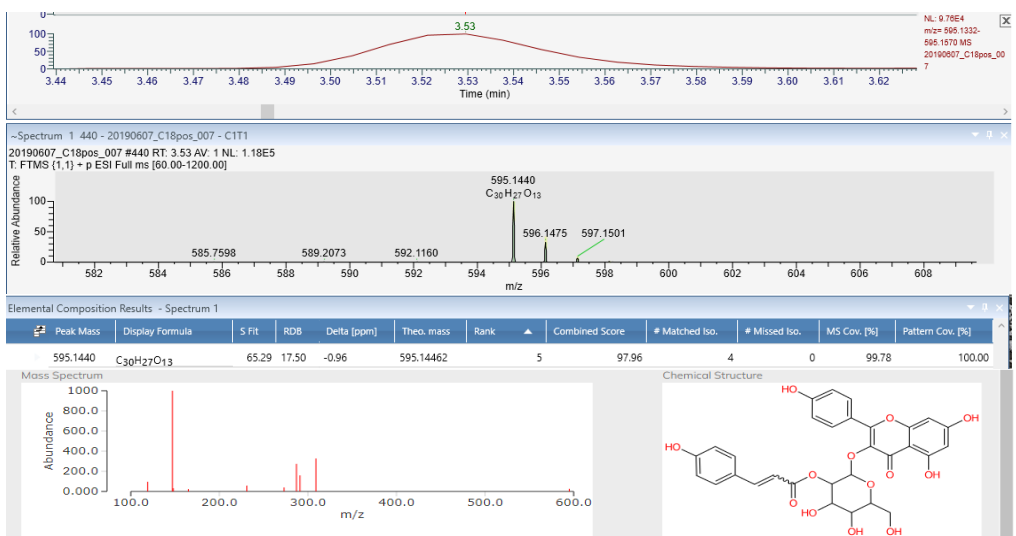 0
100
50
0
3.53
3.44 3.45 3.46 3.47 3.48 3.49 3.50 3.51 3.52 3.53 3.54 3.55 3.56 3.57 3.58 3.59 3.60 3.61 3.62
Time (min)
NL: 9.76E4
m/z= 595.1332-
595.1570 MS
20190607_C18pos_00
7
~Spectrum 1 440 - 20190607_C18pos_007 - C1T1
20190607_C18pos_007 #440 RT: 3.53 AV: 1 NL: 1.18E5
T: FTMS {1,1} + p ESI Full ms [60.00-1200.00]
Relative Abundance
100
50
0
595.1440
C30H27O13
596.1475 597.1501
585.7598 589.2073 592.1160
582 584 586 588 590 592 594 596 598 600 602 604 606 608
m/z
Elemental Composition Results - Spectrum 1
Peak Mass Display Formula S Fit RDB Delta [ppm] Theo. mass Rank Combined Score # Matched Iso. # Missed Iso. MS Cov. [%] Pattern Cov. [%]
595.1440 C30H27O13 65.29 17.50 -0.96 595.14462 5 97.96 4 0 99.78 100.00
Mass Spectrum
Abundance
1000
800.0
600.0
400.0
200.0
0.000
100.0 200.0 300.0 400.0 500.0 600.0
m/z
Chemical Structure
HO
O
OH
HO
O
O
OH
O
O
O
HO
OH
OH